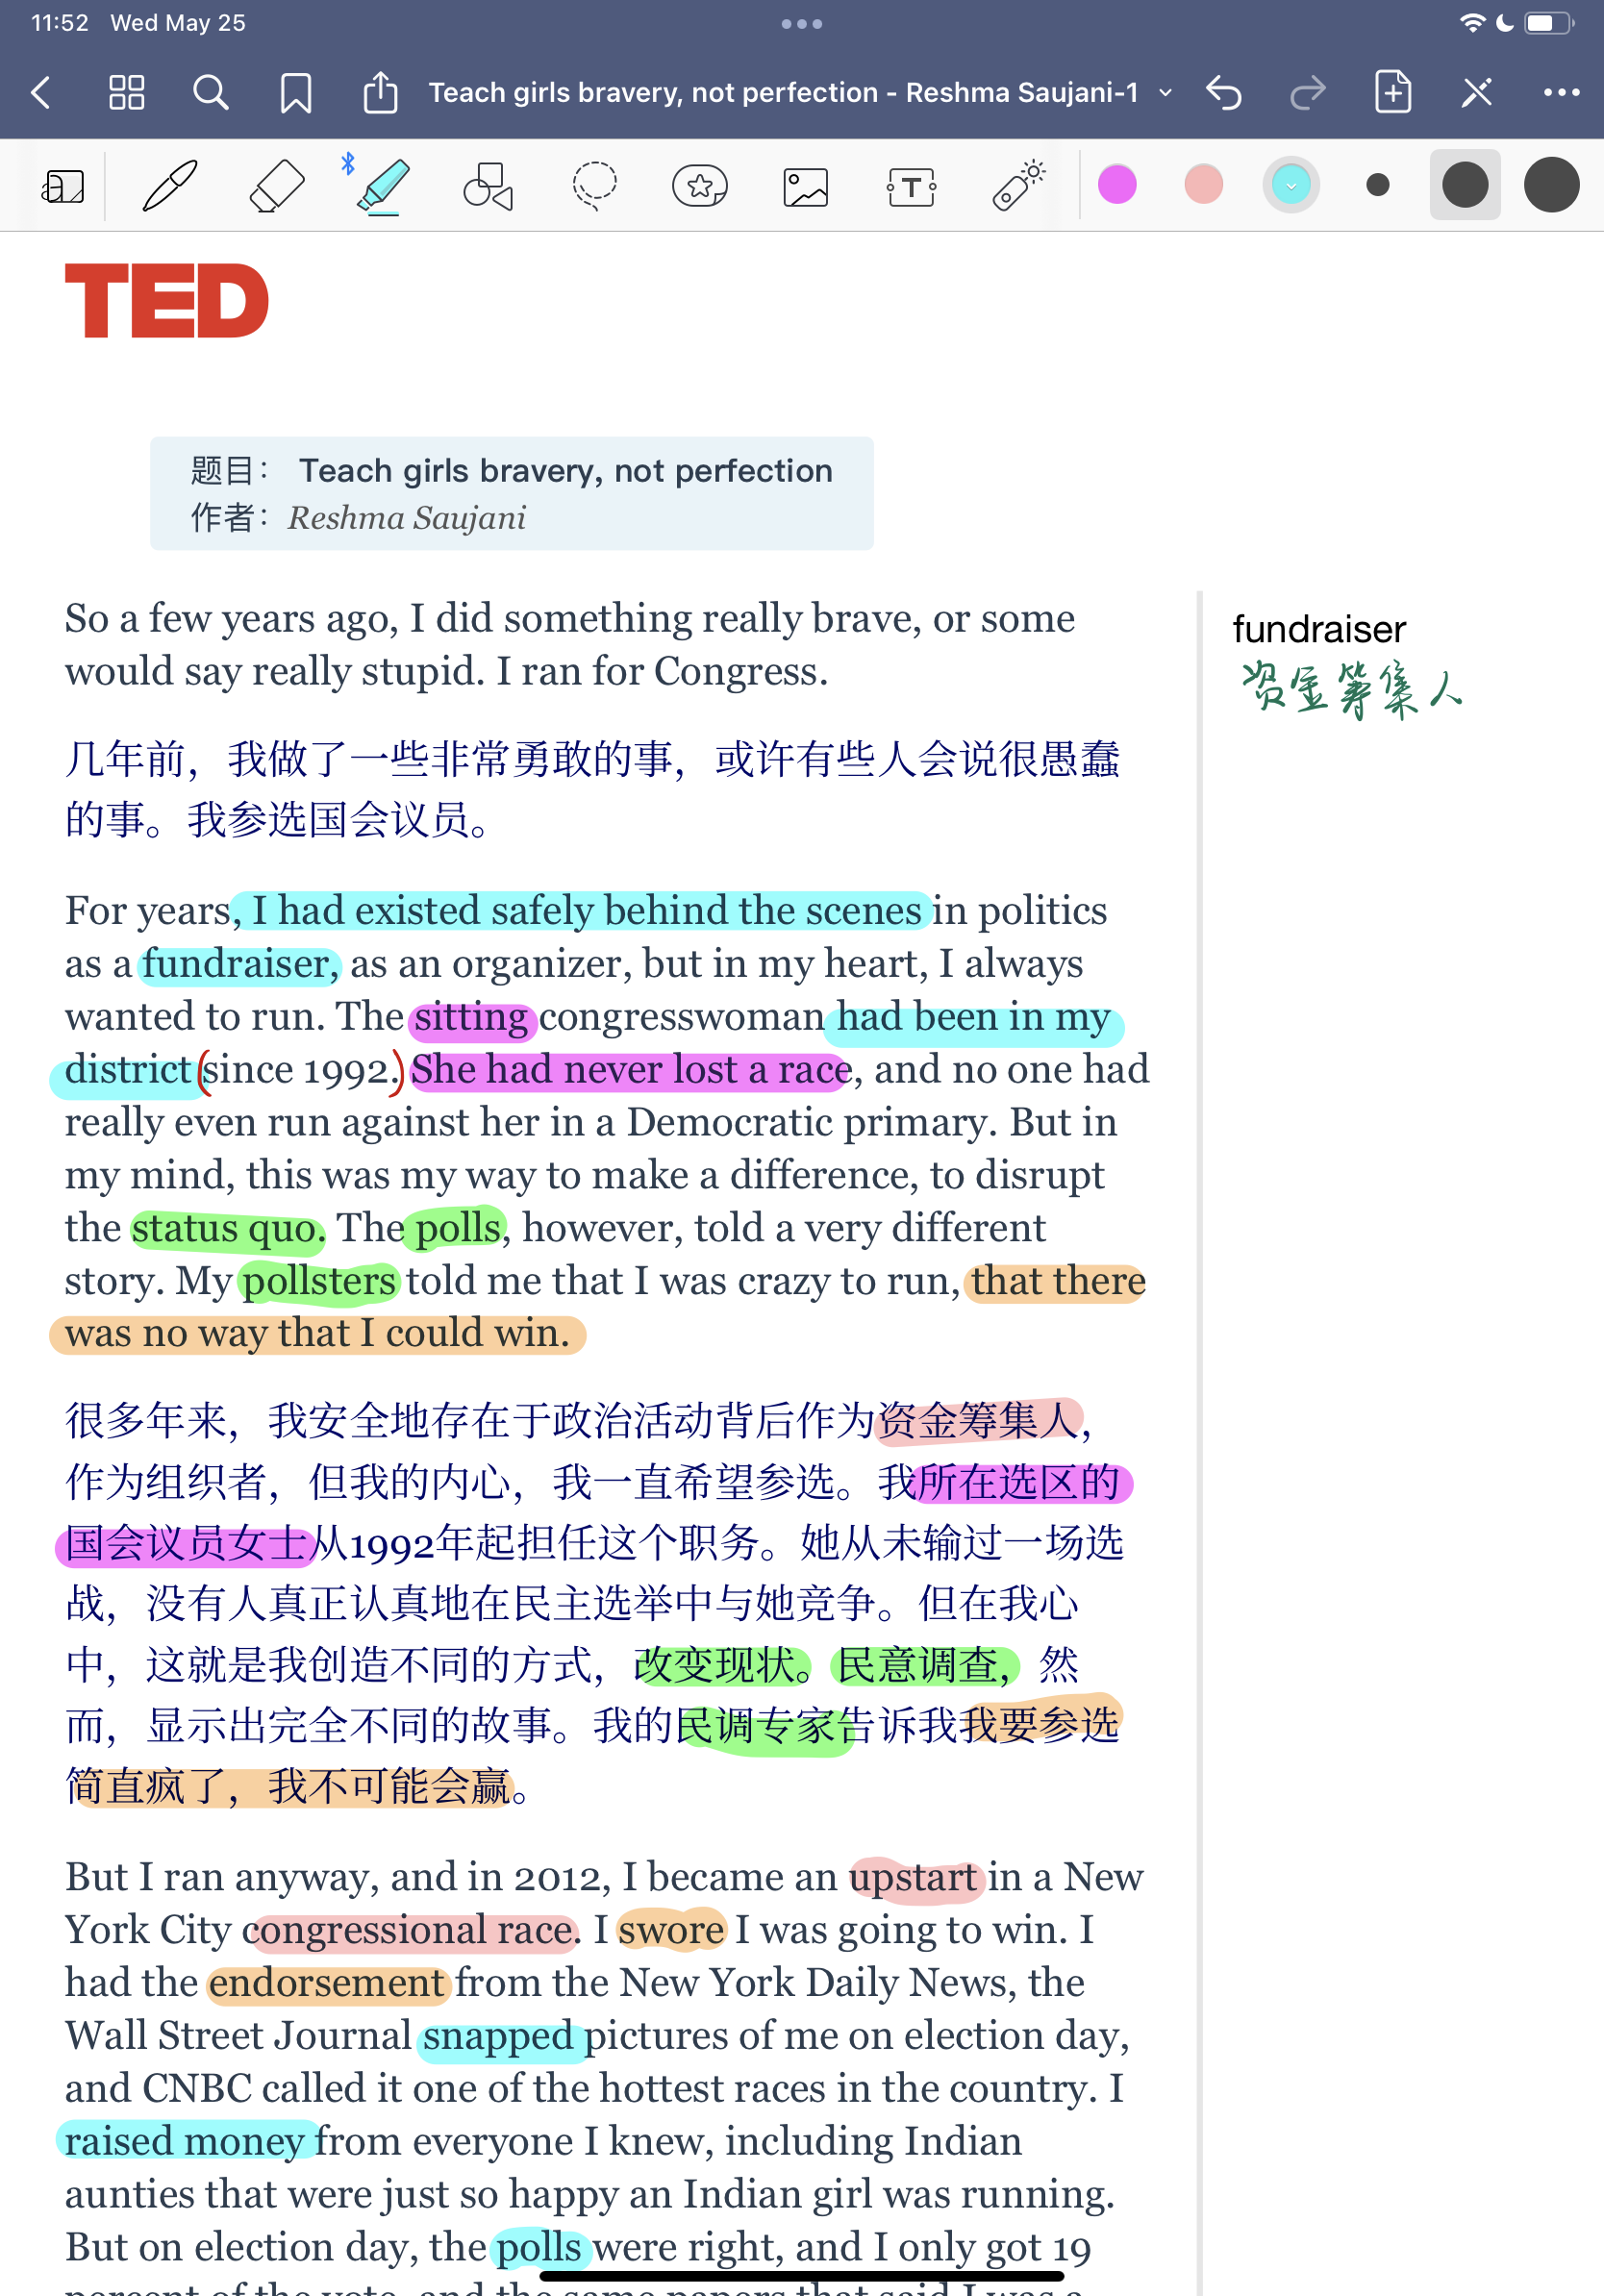 11:52 Wed May 25
Teach girls bravery, not perfection - Reshma Saujani-1
TED
题目： Teach girls bravery, not perfection
作者：Reshma Saujani
So a few years ago, I did something really brave, or some
would say really stupid. I ran for Congress.
fundraiser
资金筹集人
几年前，我做了一些非常勇敢的事，或许有些人会说很愚蠢
的事。我参选国会议员。
For years, I had existed safely behind the scenes in politics
as a fundraiser, as an organizer, but in my heart, I always
wanted to run. The sitting congresswoman had been in my
district (since 1992.) She had never lost a race, and no one had
really even run against her in a Democratic primary. But in
my mind, this was my way to make a difference, to disrupt
the status quo. The polls, however, told a very different
story. My pollsters told me that I was crazy to run, that there
was no way that I could win.
很多年来，我安全地存在于政治活动背后作为资金筹集人，
作为组织者，但我的内心，我一直希望参选。我所在选区的
国会议员女士从1992年起担任这个职务。她从未输过一场选
战，没有人真正认真地在民主选举中与她竞争。但在我心
中，这就是我创造不同的方式，改变现状。民意调查，然
而，显示出完全不同的故事。我的民调专家告诉我我要参选
简直疯了，我不可能会赢。
But I ran anyway, and in 2012, I became an upstart in a New
York City congressional race. I swore I was going to win. I
had the endorsement from the New York Daily News, the
Wall Street Journal snapped pictures of me on election day,
and CNBC called it one of the hottest races in the country. I
raised money from everyone I knew, including Indian
aunties that were just so happy an Indian girl was running.
But on election day, the polls were right, and I only got 19
percent of the vote, and the same papers that said I was a